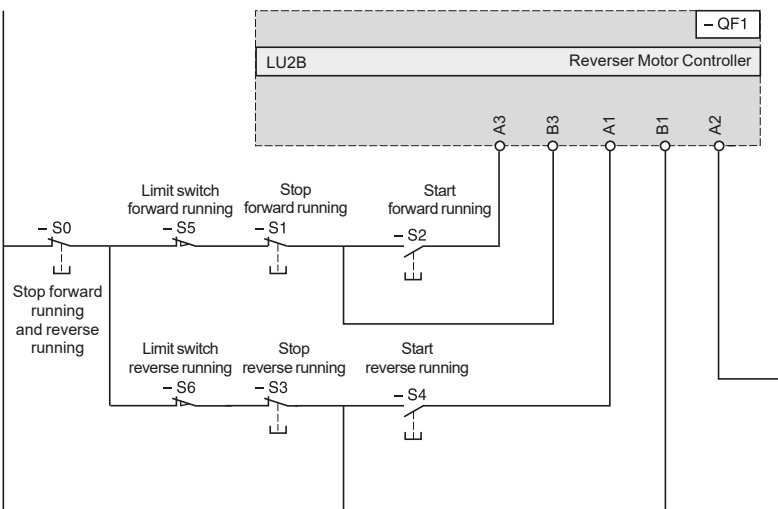 – QF1
LU2B Reverser Motor Controller
A3 B3 A1 B1 A2
Limit switch
forward running
– S5
Stop
forward running
– S1
Start
forward running
– S2
– S0
Stop forward
running
and reverse
running
Limit switch
reverse running
– S6
Stop
reverse running
– S3
Start
reverse running
– S4